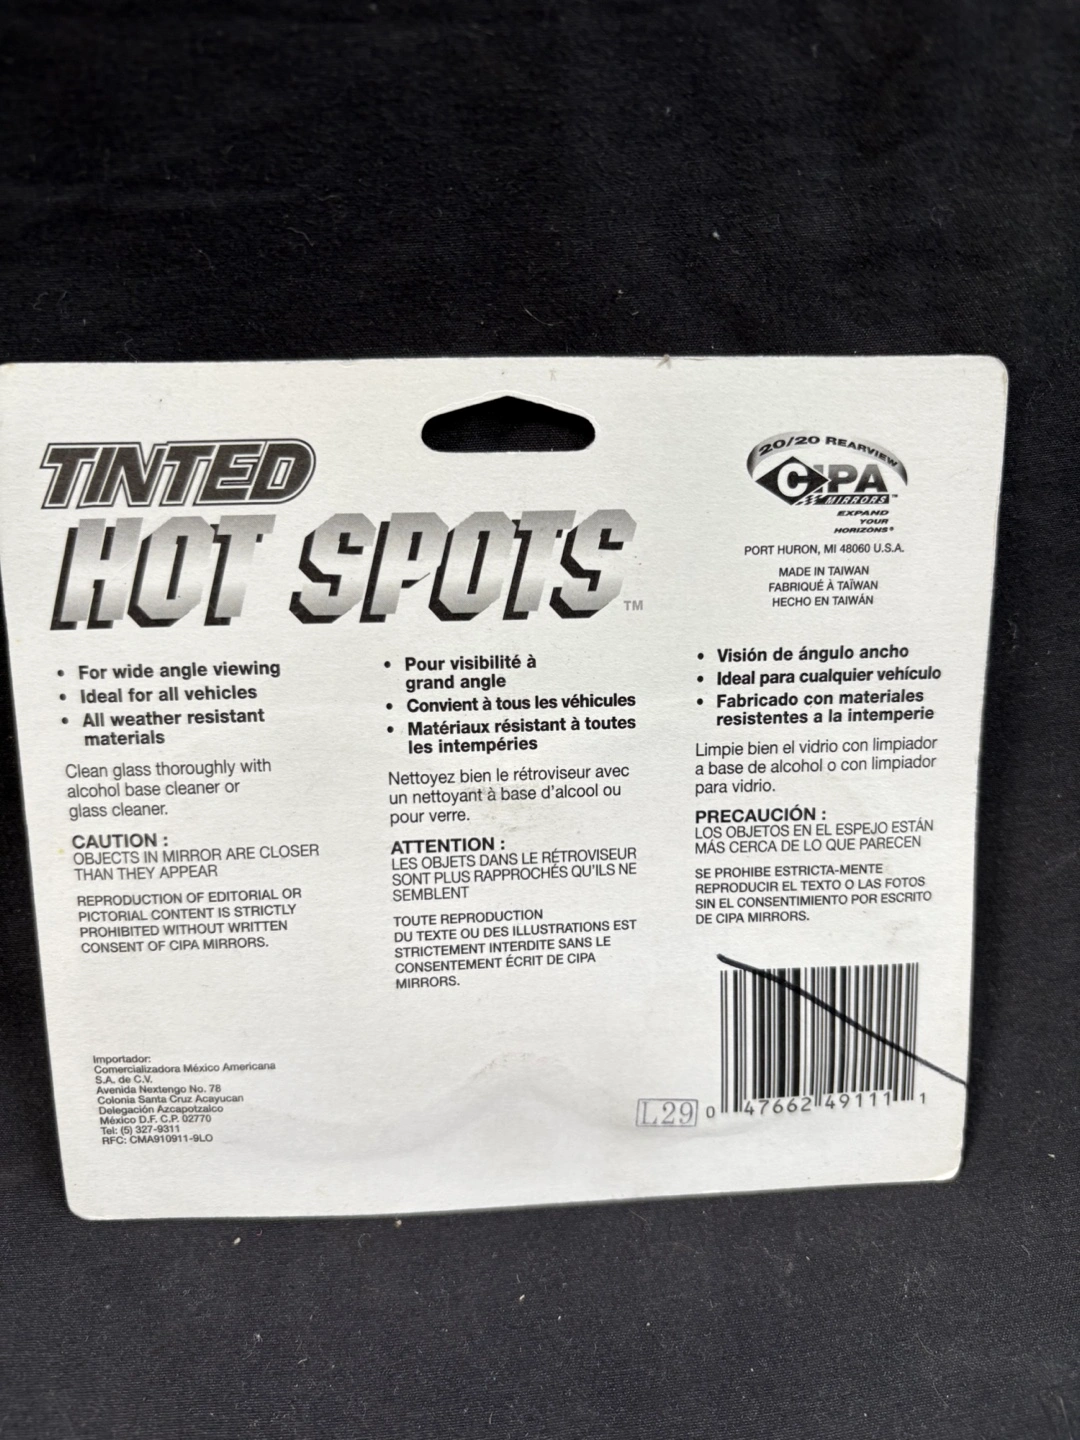 TINTED
HOT SPOTS™
20/20 REARVIEW
CIPA
MIRRORS™
EXPAND
YOUR
HORIZONS®
PORT HURON, MI 48060 U.S.A.
MADE IN TAIWAN
FABRIQUÉ À TAÏWAN
HECHO EN TAIWÁN
• For wide angle viewing
• Ideal for all vehicles
• All weather resistant
materials
Clean glass thoroughly with
alcohol base cleaner or
glass cleaner.
CAUTION :
OBJECTS IN MIRROR ARE CLOSER
THAN THEY APPEAR
REPRODUCTION OF EDITORIAL OR
PICTORIAL CONTENT IS STRICTLY
PROHIBITED WITHOUT WRITTEN
CONSENT OF CIPA MIRRORS.
• Pour visibilité à
grand angle
• Convient à tous les véhicules
• Matériaux résistant à toutes
les intempéries
Nettoyez bien le rétroviseur avec
un nettoyant à base d'alcool ou
pour verre.
ATTENTION :
LES OBJETS DANS LE RÉTROVISEUR
SONT PLUS RAPPROCHÉS QU'ILS NE
SEMBLENT
TOUTE REPRODUCTION
DU TEXTE OU DES ILLUSTRATIONS EST
STRICTEMENT INTERDITE SANS LE
CONSENTEMENT ÉCRIT DE CIPA
MIRRORS.
• Visión de ángulo ancho
• Ideal para cualquier vehículo
• Fabricado con materiales
resistentes a la intemperie
Limpie bien el vidrio con limpiador
a base de alcohol o con limpiador
para vidrio.
PRECAUCIÓN :
LOS OBJETOS EN EL ESPEJO ESTÁN
MÁS CERCA DE LO QUE PARECEN
SE PROHIBE ESTRICTA-MENTE
REPRODUCIR EL TEXTO O LAS FOTOS
SIN EL CONSENTIMIENTO POR ESCRITO
DE CIPA MIRRORS.
Importador:
Comercializadora México Americana
S.A. de C.V.
Avenida Nextengo No. 78
Colonia Santa Cruz Acayucan
Delegación Azcapotzalco
México D.F. C.P. 02770
Tel: (5) 327-9311
RFC: CMA910911-9LO
L29
0 47662 49111 1